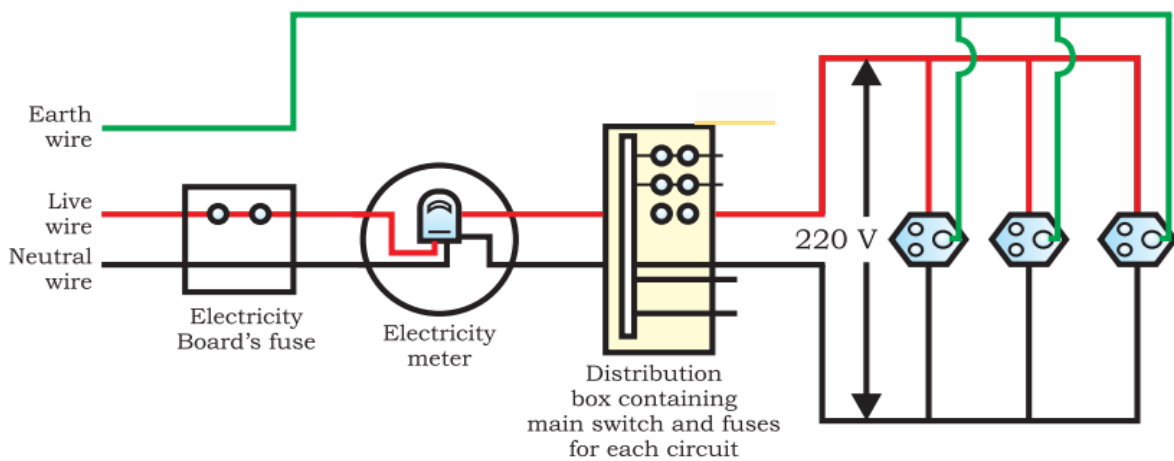 Earth
wire
Live
wire
Neutral
wire
Electricity
Board's fuse
Electricity
meter
Distribution
box containing
main switch and fuses
for each circuit
220 V